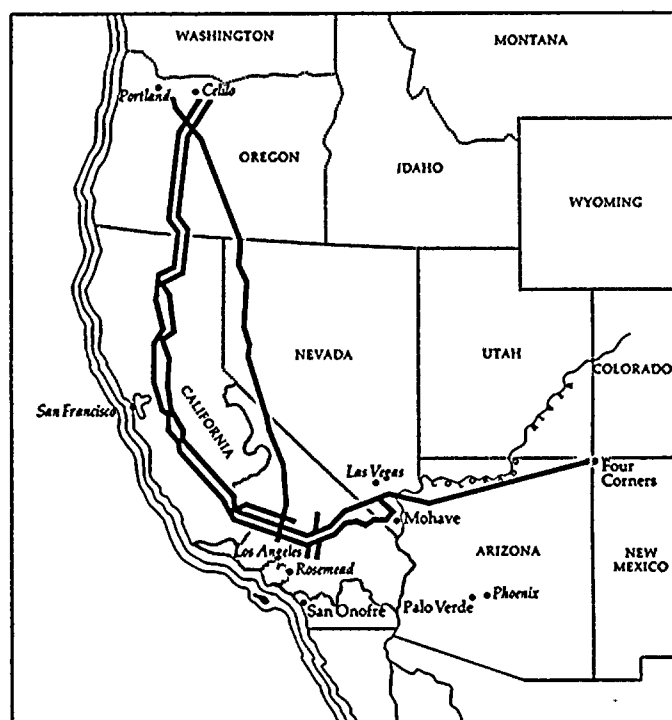 WASHINGTON
MONTANA
Portland
Celilo
OREGON
IDAHO
WYOMING
NEVADA
UTAH
COLORADO
CALIFORNIA
San Francisco
Las Vegas
Four
Corners
Mohave
Los Angeles
Rosemead
ARIZONA
NEW
MEXICO
San Onofre
Palo Verde
Phoenix